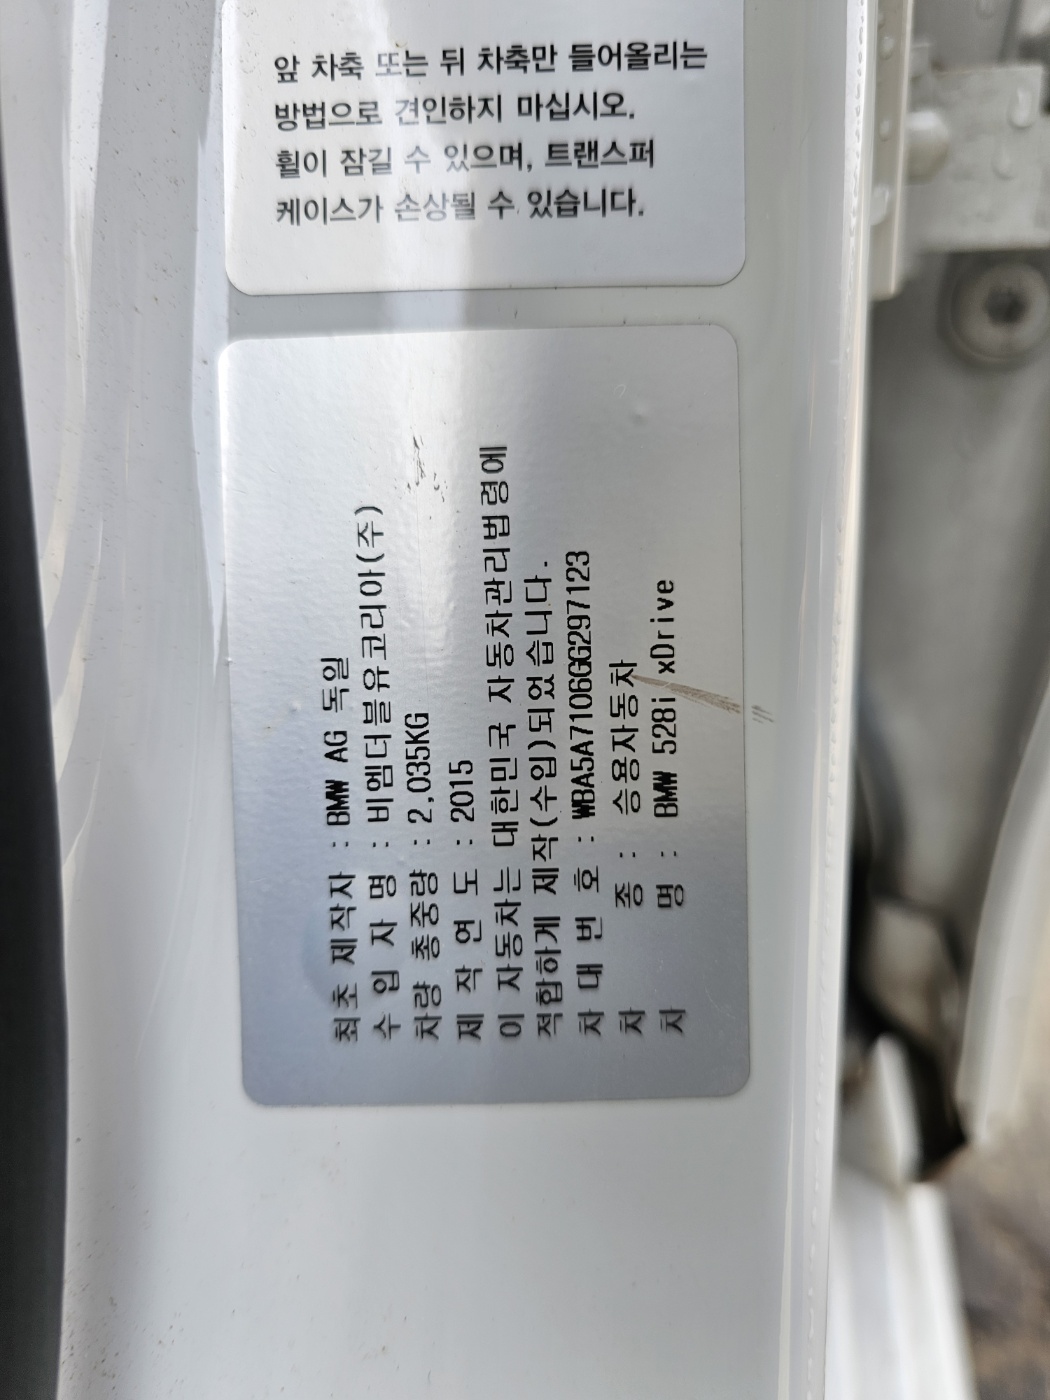 앞 차축 또는 뒤 차축만 들어올리는
방법으로 견인하지 마십시오.
휠이 잠길 수 있으며, 트랜스퍼
케이스가 손상될 수 있습니다.
최초 제작자 : BMW AG 독일
수 입 자 명 : 비엠더블유코리아(주)
차량 총중량 : 2,035KG
제 작 연 도 : 2015
이 자동차는 대한민국 자동차관리법령에
적합하게 제작(수입)되었습니다.
차 대 번 호 : WBA5A7106GG297123
차 종 : 승용자동차
차 명 : BMW 528i xDrive